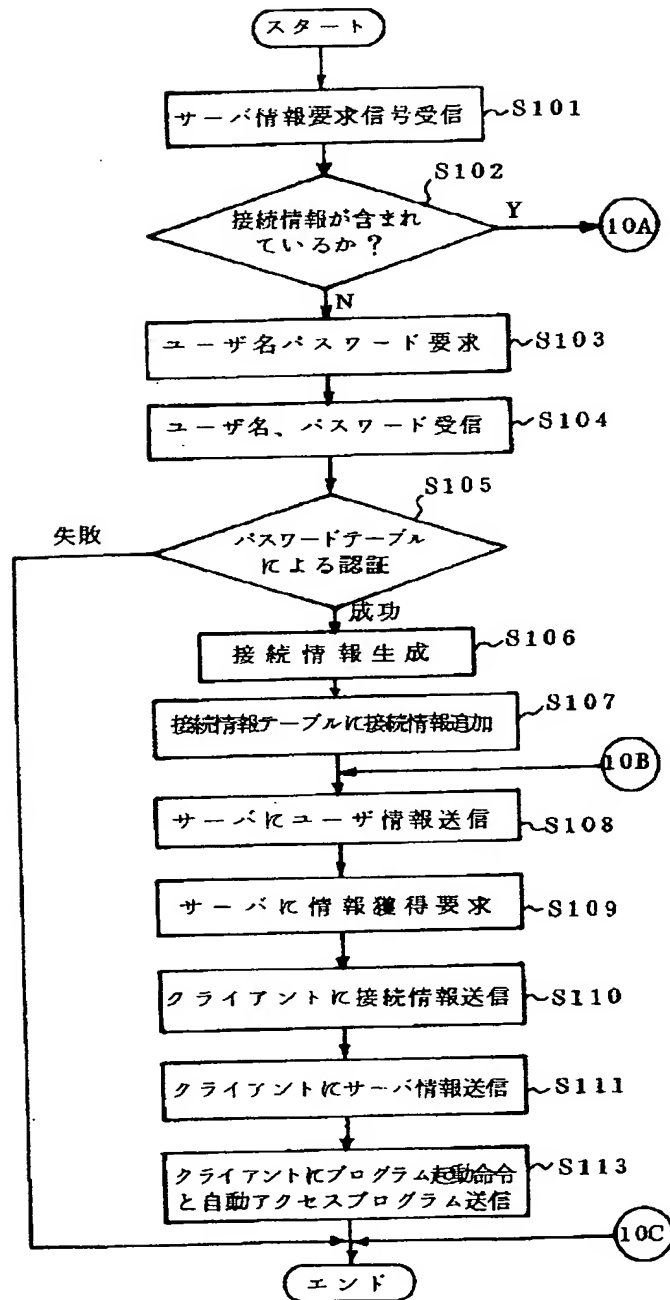 スタート
サーバ情報要求信号受信
S101
S102
接続情報が含まれ
ているか？
Y
10A
N
ユーザ名パスワード要求
S103
ユーザ名、パスワード受信
S104
S105
失敗
パスワードテーブル
による認証
成功
接続情報生成
S106
接続情報テーブルに接続情報追加
S107
10B
サーバにユーザ情報送信
S108
サーバに情報獲得要求
S109
クライアントに接続情報送信
S110
クライアントにサーバ情報送信
S111
クライアントにプログラム起動命令
と自動アクセスプログラム送信
S113
10C
エンド